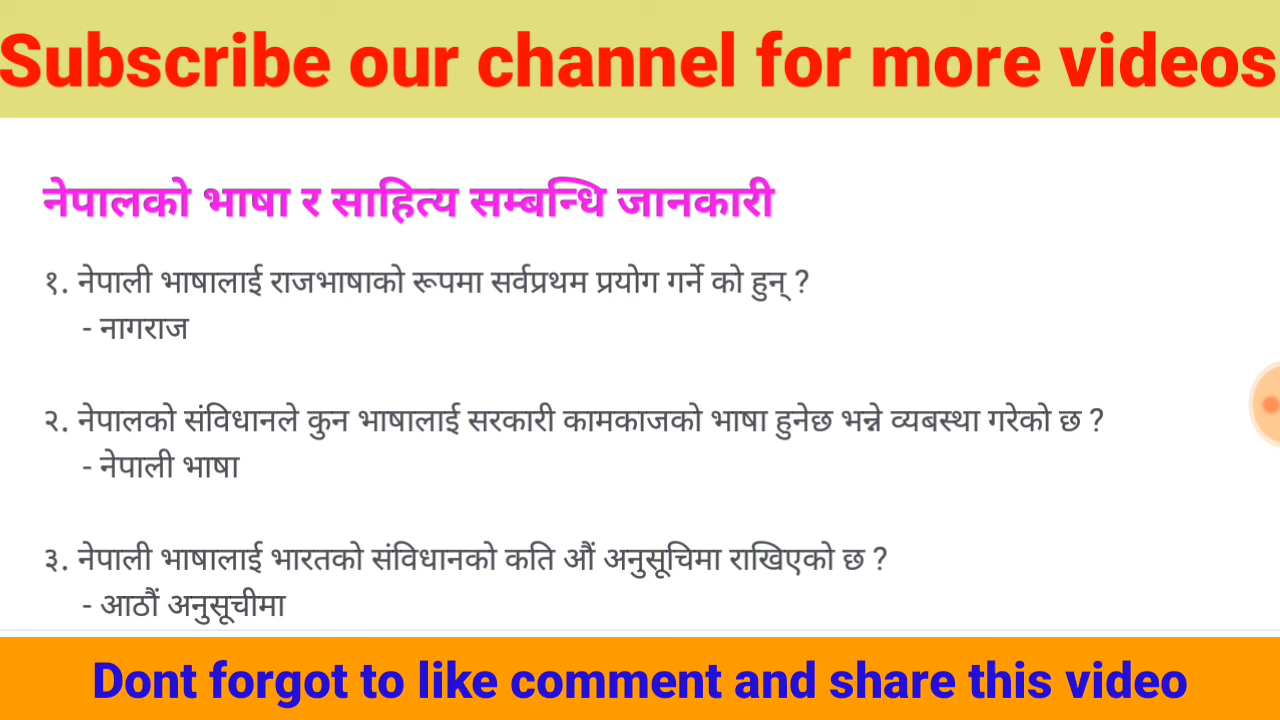 Subscribe our channel for more videos
नेपालको भाषा र साहित्य सम्बन्धि जानकारी
१. नेपाली भाषालाई राजभाषाको रूपमा सर्वप्रथम प्रयोग गर्ने को हुन् ?
- नागराज
२. नेपालको संविधानले कुन भाषालाई सरकारी कामकाजको भाषा हुनेछ भन्ने व्यबस्था गरेको छ ?
- नेपाली भाषा
३. नेपाली भाषालाई भारतको संविधानको कति औं अनुसूचिमा राखिएको छ ?
- आठौं अनुसूचीमा
Dont forgot to like comment and share this video